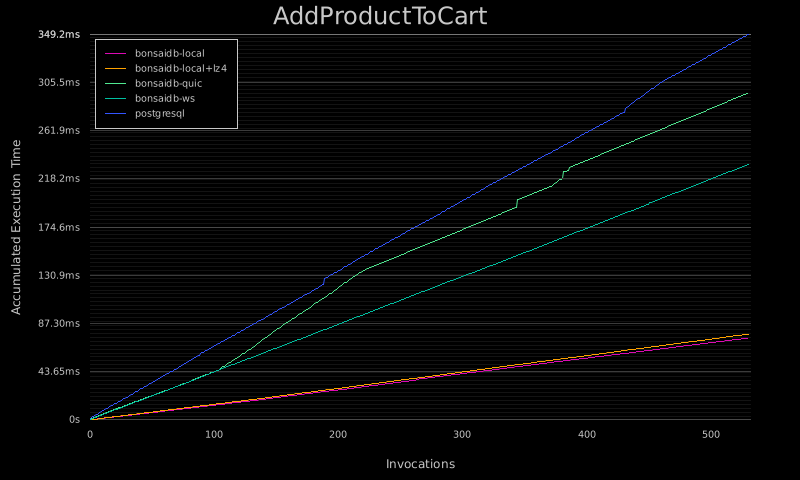 AddProductToCart
349.2ms
305.5ms
261.9ms
218.2ms
174.6ms
130.9ms
87.30ms
43.65ms
0s
Accumulated Execution Time
bonsaidb-local
bonsaidb-local+lz4
bonsaidb-quic
bonsaidb-ws
postgresql
0 100 200 300 400 500
Invocations